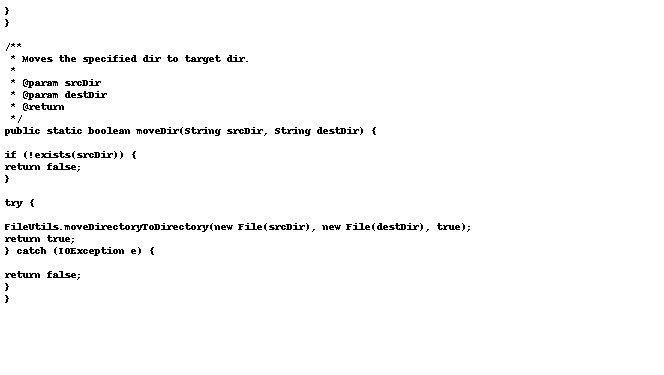 }
}
/**
* Moves the specified dir to target dir.
*
* @param srcDir
* @param destDir
* @return
*/
public static boolean moveDir(String srcDir, String destDir) {
if (!exists(srcDir)) {
return false;
}
try {
FileUtils.moveDirectoryToDirectory(new File(srcDir), new File(destDir), true);
return true;
} catch (IOException e) {
return false;
}
}